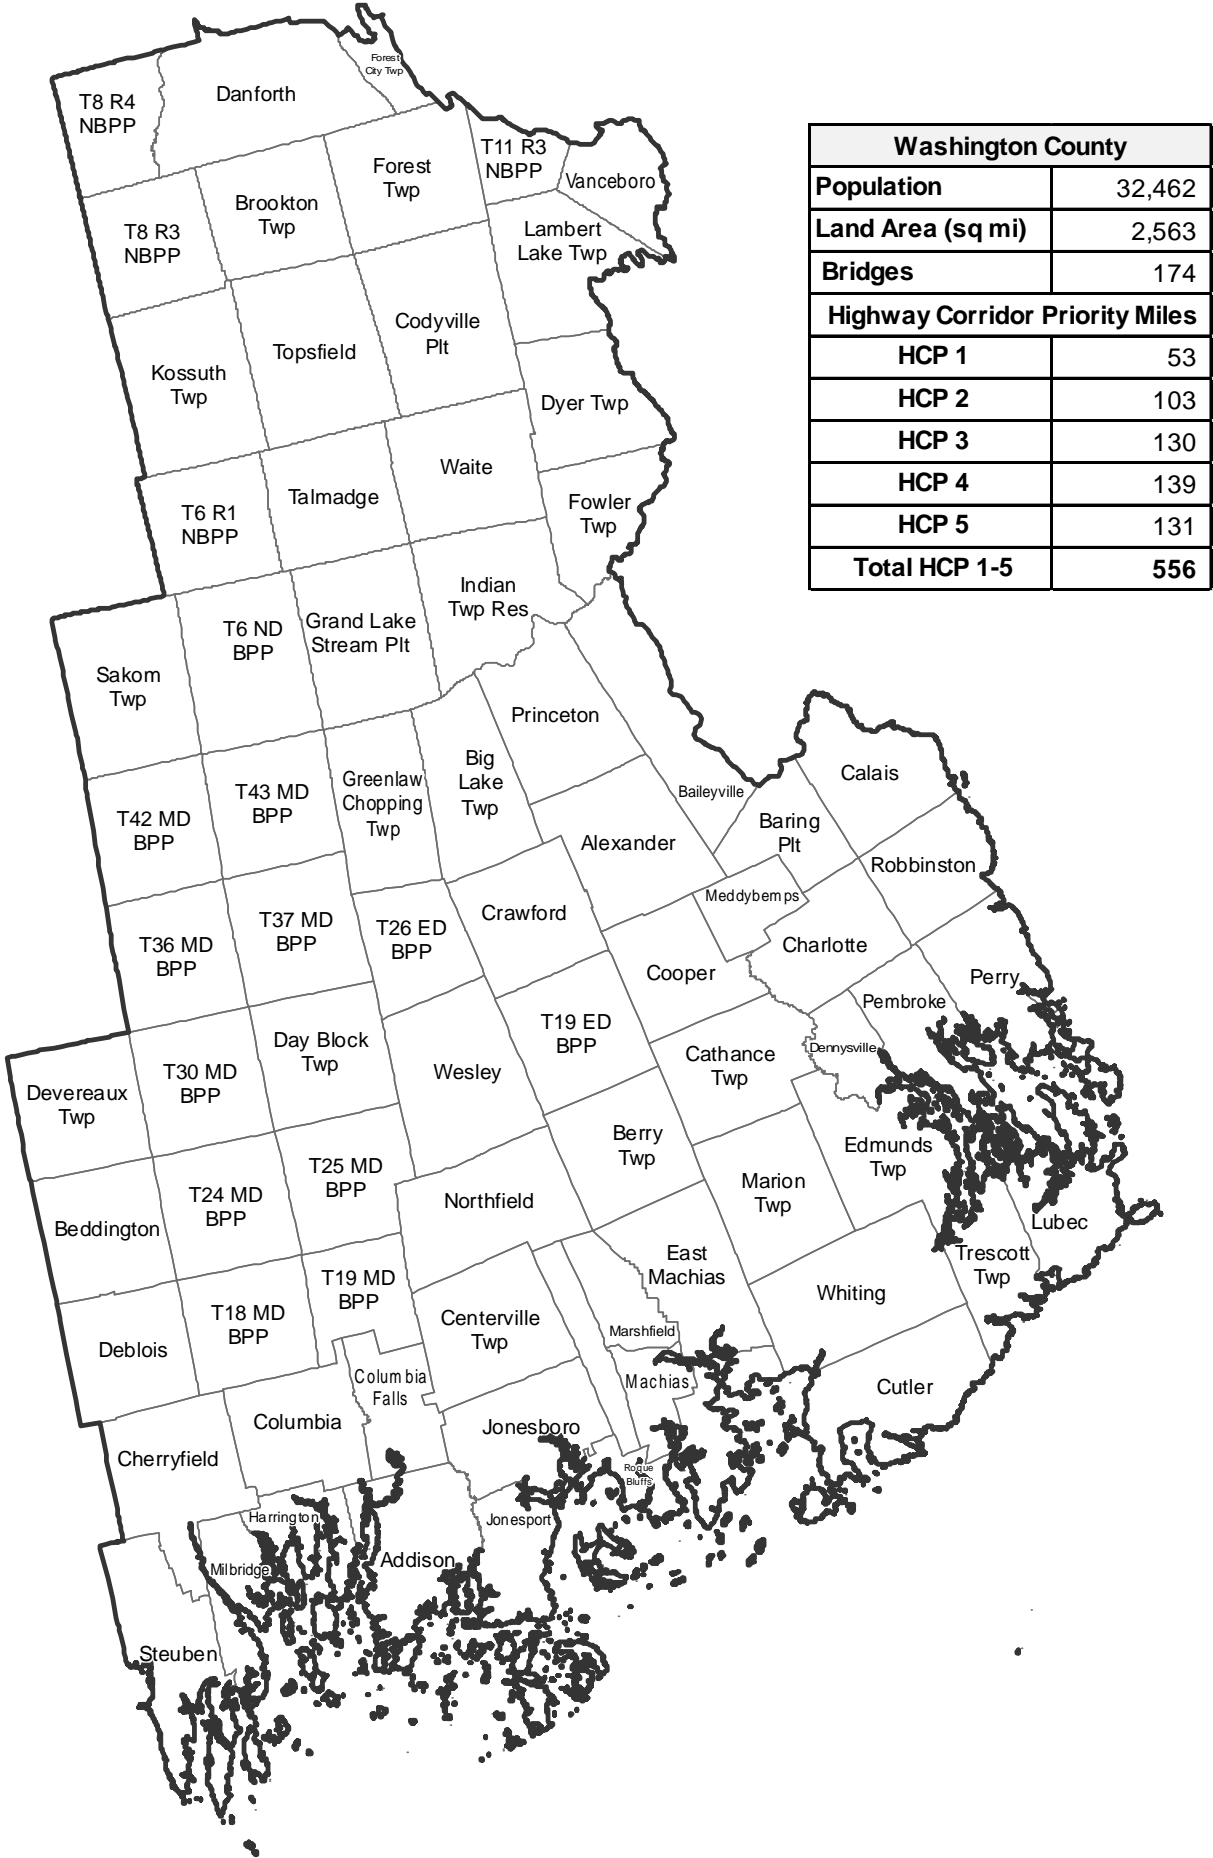 Forest
City Twp
Danforth
T8 R4
NBPP
T11 R3
NBPP
Forest
Twp
Vanceboro
Brookton
Twp
T8 R3
NBPP
Lambert
Lake Twp
Codyville
Plt
Topsfield
Kossuth
Twp
Dyer Twp
Waite
Talmadge
Fowler
Twp
T6 R1
NBPP
Indian
Twp Res
Grand Lake
Stream Plt
T6 ND
BPP
Sakom
Twp
Princeton
Big
Lake
Twp
Greenlaw
Chopping
Twp
T43 MD
BPP
T42 MD
BPP
Baileyville
Calais
Baring
Plt
Alexander
Robbinston
Meddybemps
Crawford
T26 ED
BPP
T37 MD
BPP
T36 MD
BPP
Charlotte
Cooper
Perry
Pembroke
Dennysville
T19 ED
BPP
Cathance
Twp
Day Block
Twp
Wesley
T30 MD
BPP
Devereaux
Twp
Berry
Twp
Edmunds
Twp
T25 MD
BPP
Marion
Twp
Northfield
T24 MD
BPP
Beddington
Lubec
East
Machias
Trescott
Twp
Whiting
T19 MD
BPP
T18 MD
BPP
Centerville
Twp
Deblois
Marshfield
Machias
Columbia
Falls
Cutler
Columbia
Jonesboro
Cherryfield
Roque
Bluffs
Harrington
Jonesport
Addison
Milbridge
Steuben
Washington County
Population 32,462
Land Area (sq mi) 2,563
Bridges 174
Highway Corridor Priority Miles
HCP 1 53
HCP 2 103
HCP 3 130
HCP 4 139
HCP 5 131
Total HCP 1-5 556